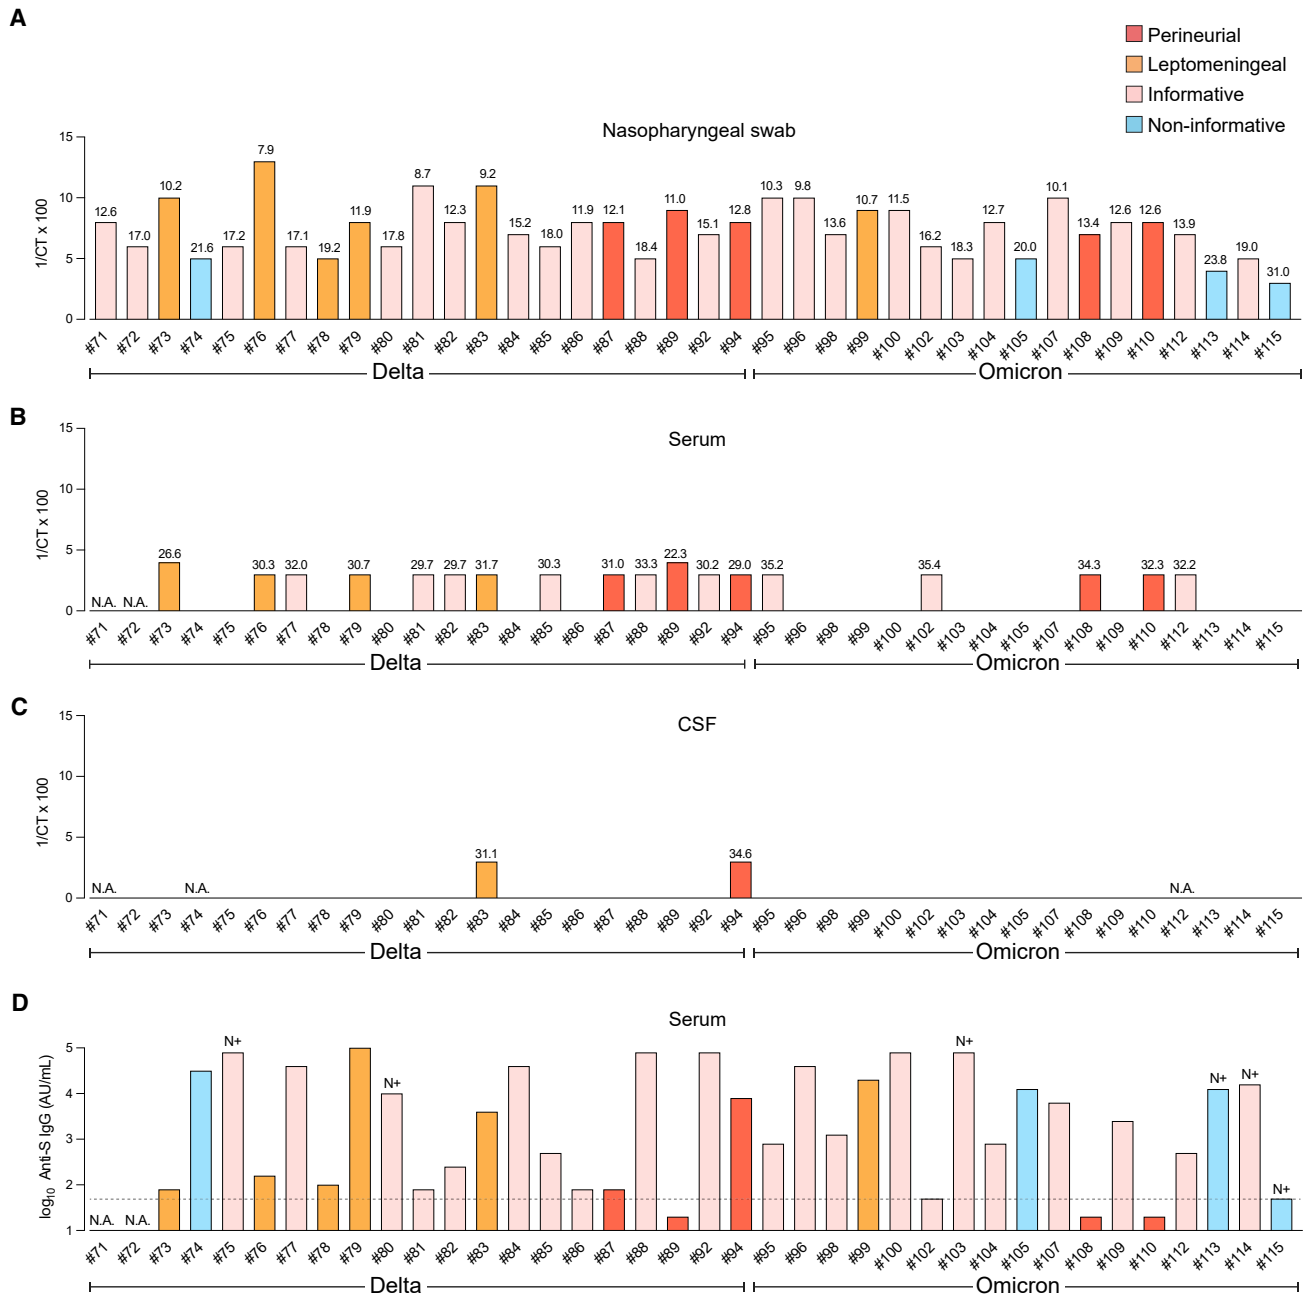 A
Perineurial
Leptomeningeal
Informative
Non-informative
Nasopharyngeal swab
1/CT x 100
15
10
5
0
12.6 17.0 10.2 21.6 17.2 7.9 17.1 19.2 11.9 17.8 8.7 12.3 9.2 15.2 18.0 11.9 12.1 18.4 11.0 15.1 12.8 10.3 9.8 13.6 10.7 11.5 16.2 18.3 12.7 20.0 10.1 13.4 12.6 12.6 13.9 23.8 19.0 31.0
#71 #72 #73 #74 #75 #76 #77 #78 #79 #80 #81 #82 #83 #84 #85 #86 #87 #88 #89 #92 #94 #95 #96 #98 #99 #100 #102 #103 #104 #105 #107 #108 #109 #110 #112 #113 #114 #115
Delta Omicron
B
Serum
1/CT x 100
15
10
5
0
N.A. N.A. 26.6 30.3 32.0 30.7 29.7 29.7 31.7 30.3 31.0 33.3 22.3 30.2 29.0 35.2 35.4 34.3 32.3 32.2
#71 #72 #73 #74 #75 #76 #77 #78 #79 #80 #81 #82 #83 #84 #85 #86 #87 #88 #89 #92 #94 #95 #96 #98 #99 #100 #102 #103 #104 #105 #107 #108 #109 #110 #112 #113 #114 #115
Delta Omicron
C
CSF
1/CT x 100
15
10
5
0
N.A. N.A. 31.1 34.6 N.A.
#71 #72 #73 #74 #75 #76 #77 #78 #79 #80 #81 #82 #83 #84 #85 #86 #87 #88 #89 #92 #94 #95 #96 #98 #99 #100 #102 #103 #104 #105 #107 #108 #109 #110 #112 #113 #114 #115
Delta Omicron
D
Serum
log10 Anti-S IgG (AU/mL)
5
4
3
2
1
N.A. N.A. N+ N+ N+ N+ N+ N+
#71 #72 #73 #74 #75 #76 #77 #78 #79 #80 #81 #82 #83 #84 #85 #86 #87 #88 #89 #92 #94 #95 #96 #98 #99 #100 #102 #103 #104 #105 #107 #108 #109 #110 #112 #113 #114 #115
Delta Omicron